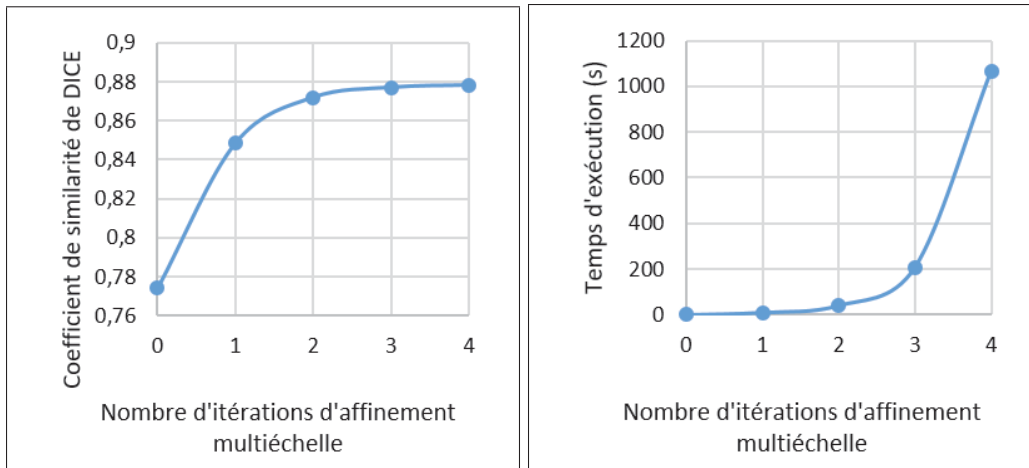 Coefficient de similarité de DICE
0,9
0,88
0,86
0,84
0,82
0,8
0,78
0,76
0 1 2 3 4
Nombre d'itérations d'affinement
multiéchelle
Temps d'exécution (s)
1200
1000
800
600
400
200
0
0 1 2 3 4
Nombre d'itérations d'affinement
multiéchelle